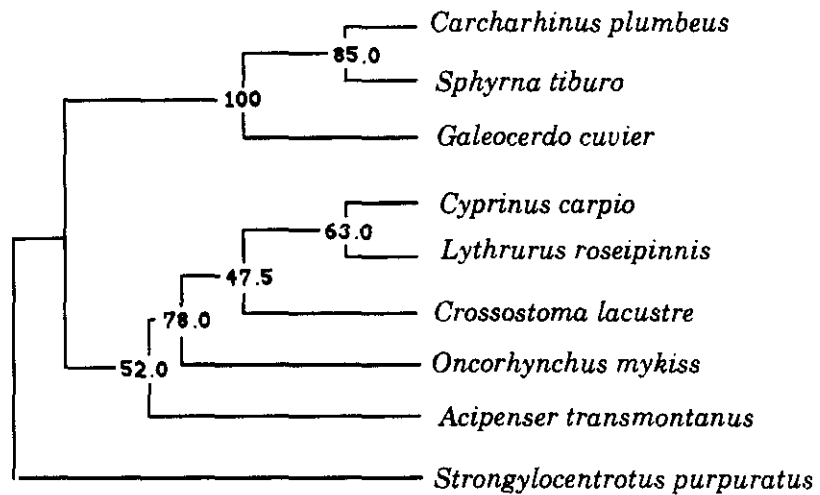 Carcharhinus plumbeus
85.0
Sphyrna tiburo
100
Galeocerdo cuvier
Cyprinus carpio
63.0
Lythrurus roseipinnis
47.5
Crossostoma lacustre
78.0
Oncorhynchus mykiss
52.0
Acipenser transmontanus
Strongylocentrotus purpuratus